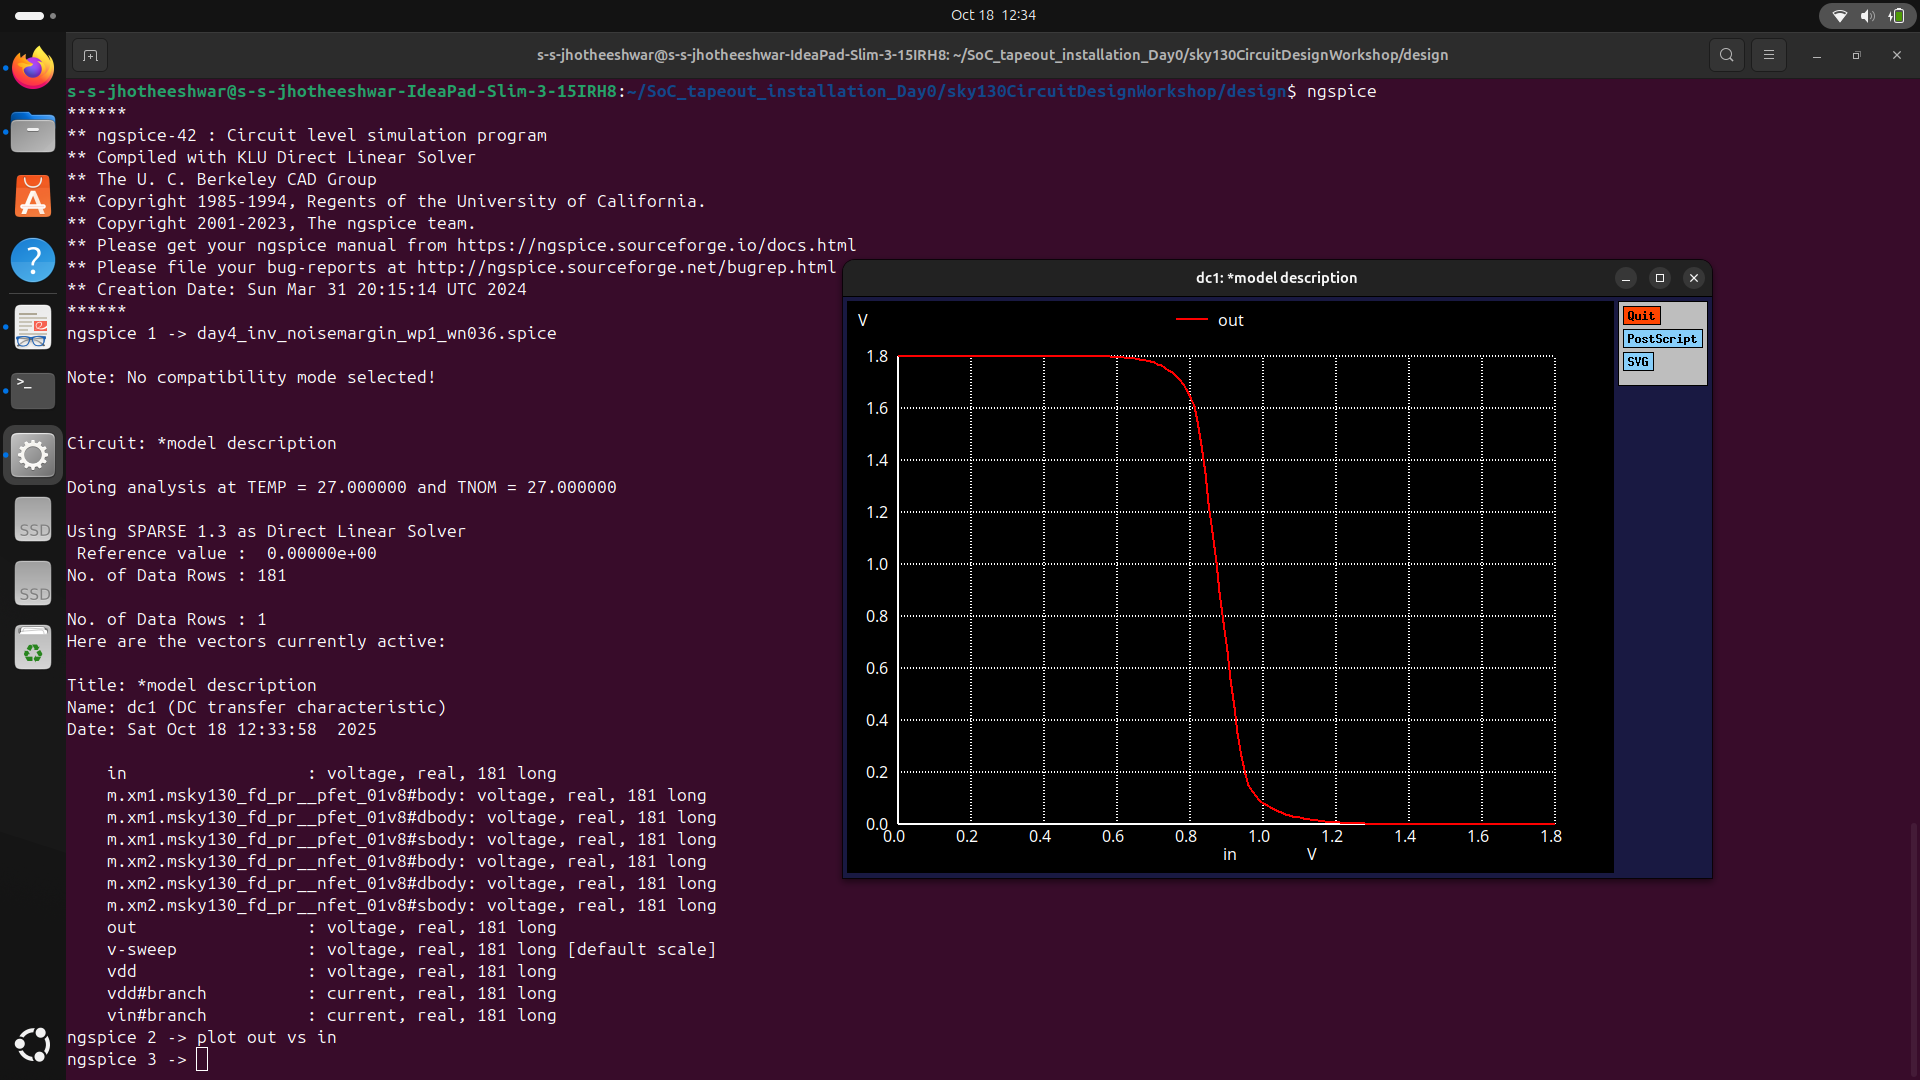 Oct 18 12:34
s-s-jhotheeshwar@s-s-jhotheeshwar-IdeaPad-Slim-3-15IRH8: ~/SoC_tapeout_installation_Day0/sky130CircuitDesignWorkshop/design
s-s-jhotheeshwar@s-s-jhotheeshwar-IdeaPad-Slim-3-15IRH8:~/SoC_tapeout_installation_Day0/sky130CircuitDesignWorkshop/design$ ngspice
******
** ngspice-42 : Circuit level simulation program
** Compiled with KLU Direct Linear Solver
** The U. C. Berkeley CAD Group
** Copyright 1985-1994, Regents of the University of California.
** Copyright 2001-2023, The ngspice team.
** Please get your ngspice manual from https://ngspice.sourceforge.io/docs.html
** Please file your bug-reports at http://ngspice.sourceforge.net/bugrep.html
** Creation Date: Sun Mar 31 20:15:14 UTC 2024
******
ngspice 1 -> day4_inv_noisemargin_wp1_wn036.spice
Note: No compatibility mode selected!
Circuit: *model description
Doing analysis at TEMP = 27.000000 and TNOM = 27.000000
Using SPARSE 1.3 as Direct Linear Solver
Reference value :  0.00000e+00
No. of Data Rows : 181
No. of Data Rows : 1
Here are the vectors currently active:
Title: *model description
Name: dc1 (DC transfer characteristic)
Date: Sat Oct 18 12:33:58  2025
in : voltage, real, 181 long
m.xm1.msky130_fd_pr__pfet_01v8#body: voltage, real, 181 long
m.xm1.msky130_fd_pr__pfet_01v8#dbody: voltage, real, 181 long
m.xm1.msky130_fd_pr__pfet_01v8#sbody: voltage, real, 181 long
m.xm2.msky130_fd_pr__nfet_01v8#body: voltage, real, 181 long
m.xm2.msky130_fd_pr__nfet_01v8#dbody: voltage, real, 181 long
m.xm2.msky130_fd_pr__nfet_01v8#sbody: voltage, real, 181 long
out : voltage, real, 181 long
v-sweep : voltage, real, 181 long [default scale]
vdd : voltage, real, 181 long
vdd#branch : current, real, 181 long
vin#branch : current, real, 181 long
ngspice 2 -> plot out vs in
ngspice 3 ->
dc1: *model description
V
out
Quit
PostScript
SVG
1.8
1.6
1.4
1.2
1.0
0.8
0.6
0.4
0.2
0.0
0.0 0.2 0.4 0.6 0.8 1.0 1.2 1.4 1.6 1.8
in V
>_
?
A
SSD
SSD